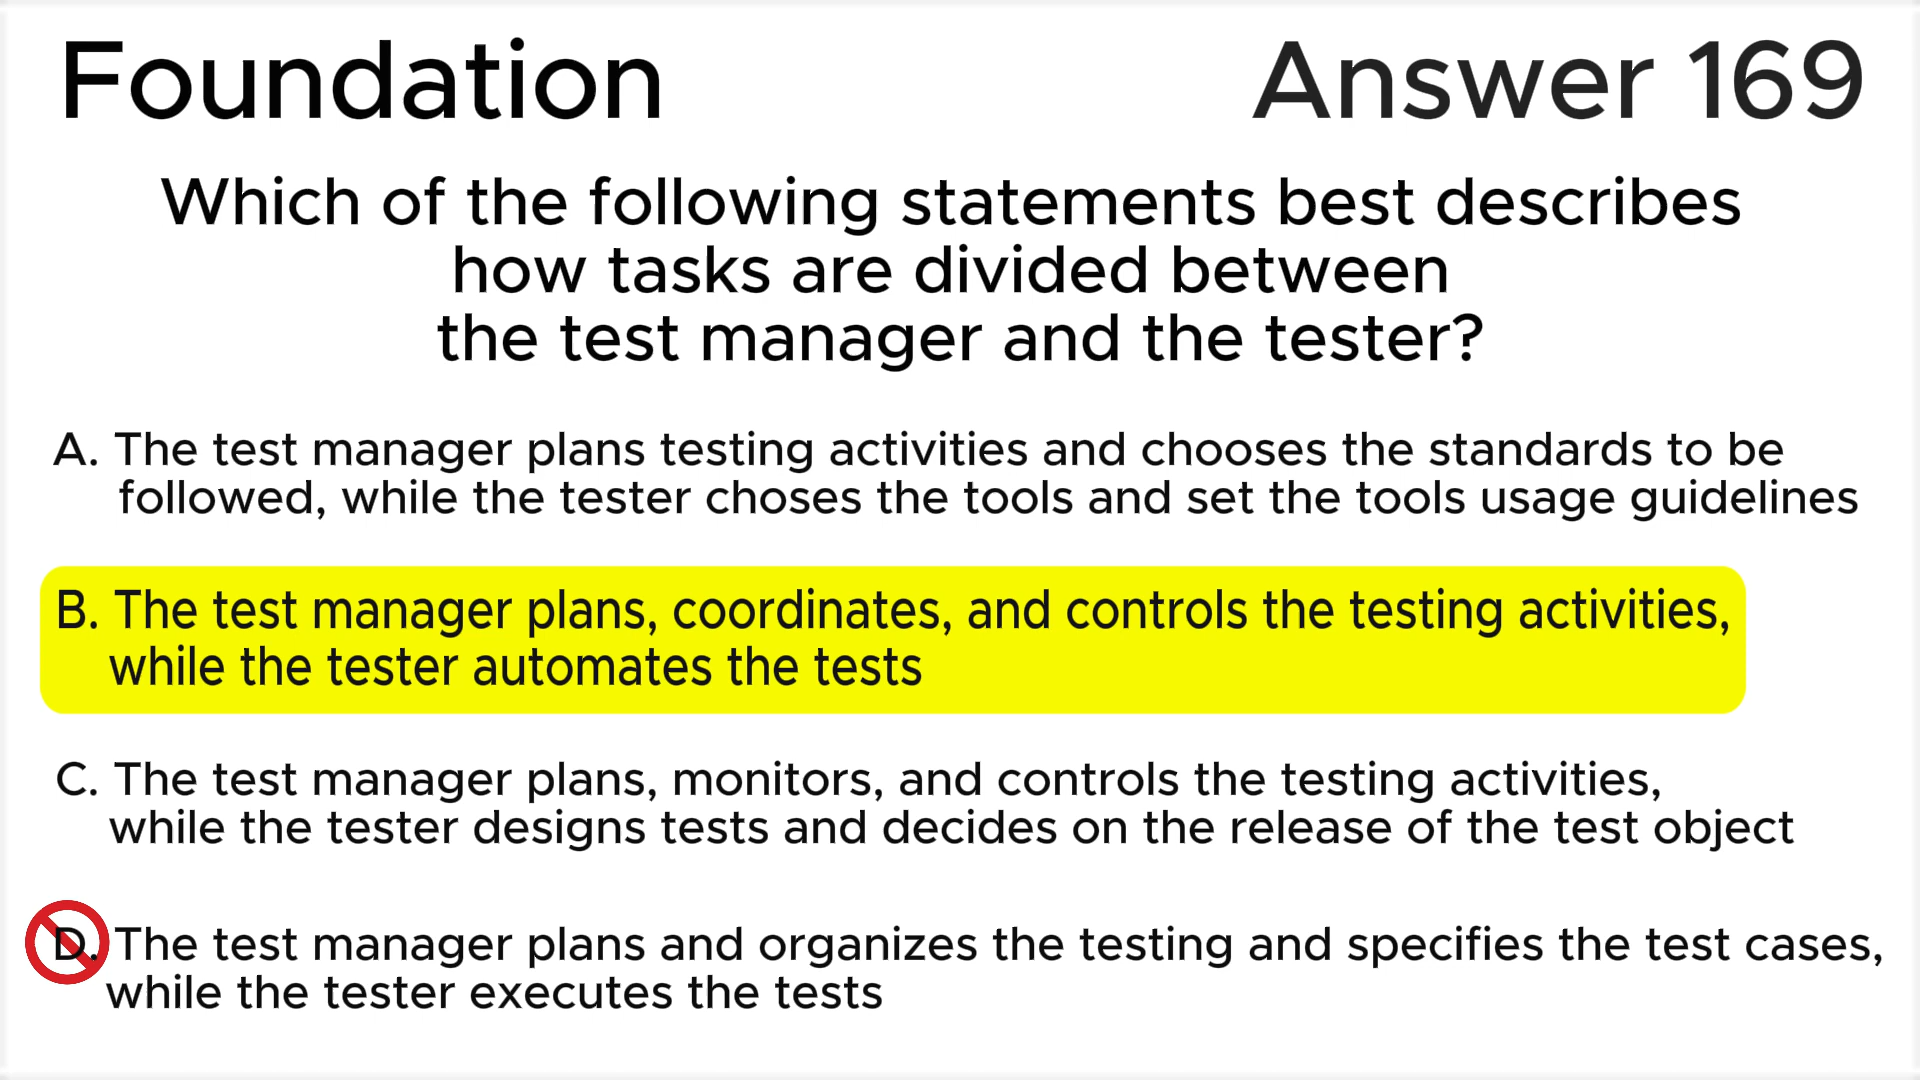 Foundation
Answer 169
Which of the following statements best describes
how tasks are divided between
the test manager and the tester?
A. The test manager plans testing activities and chooses the standards to be
followed, while the tester choses the tools and set the tools usage guidelines
B. The test manager plans, coordinates, and controls the testing activities,
while the tester automates the tests
C. The test manager plans, monitors, and controls the testing activities,
while the tester designs tests and decides on the release of the test object
D. The test manager plans and organizes the testing and specifies the test cases,
while the tester executes the tests